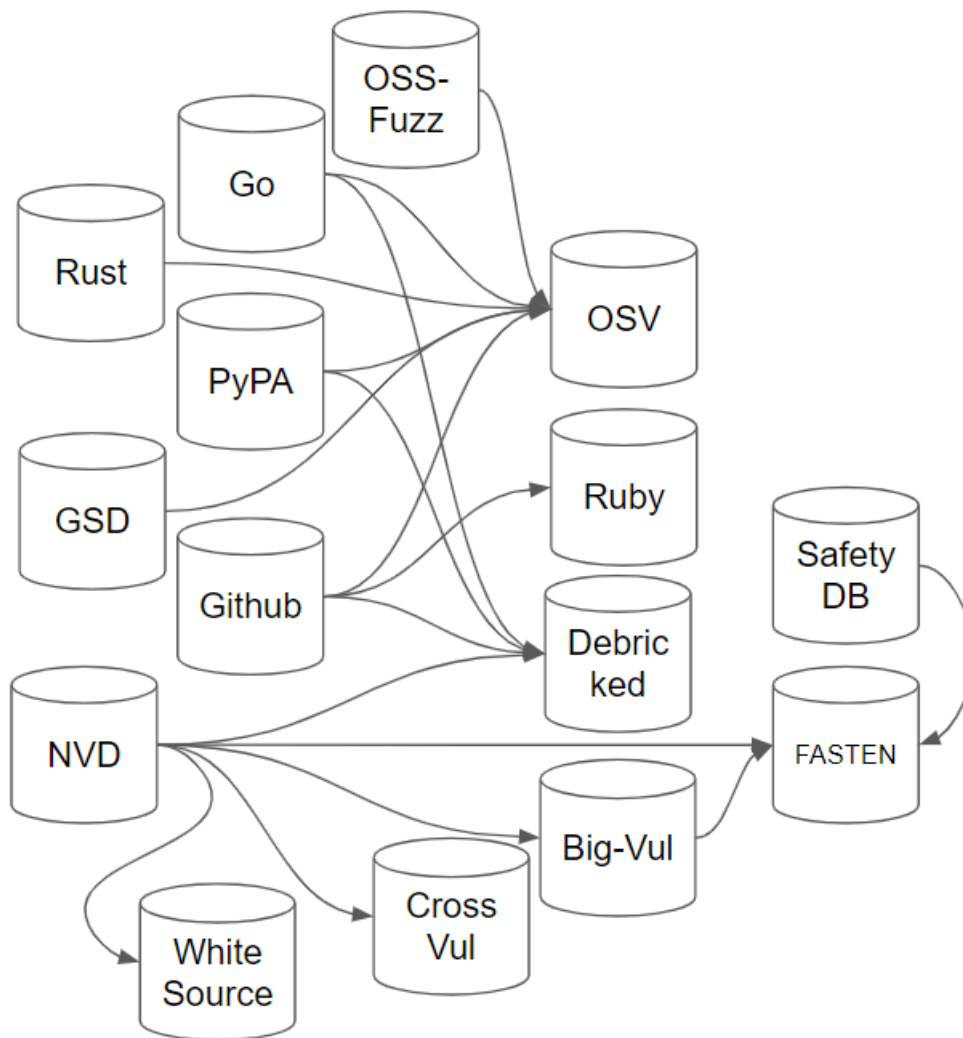 OSS-
Fuzz
Go
Rust
OSV
PyPA
Ruby
GSD
Safety
DB
Github
Debric
ked
NVD
FASTEN
Big-Vul
Cross
Vul
White
Source